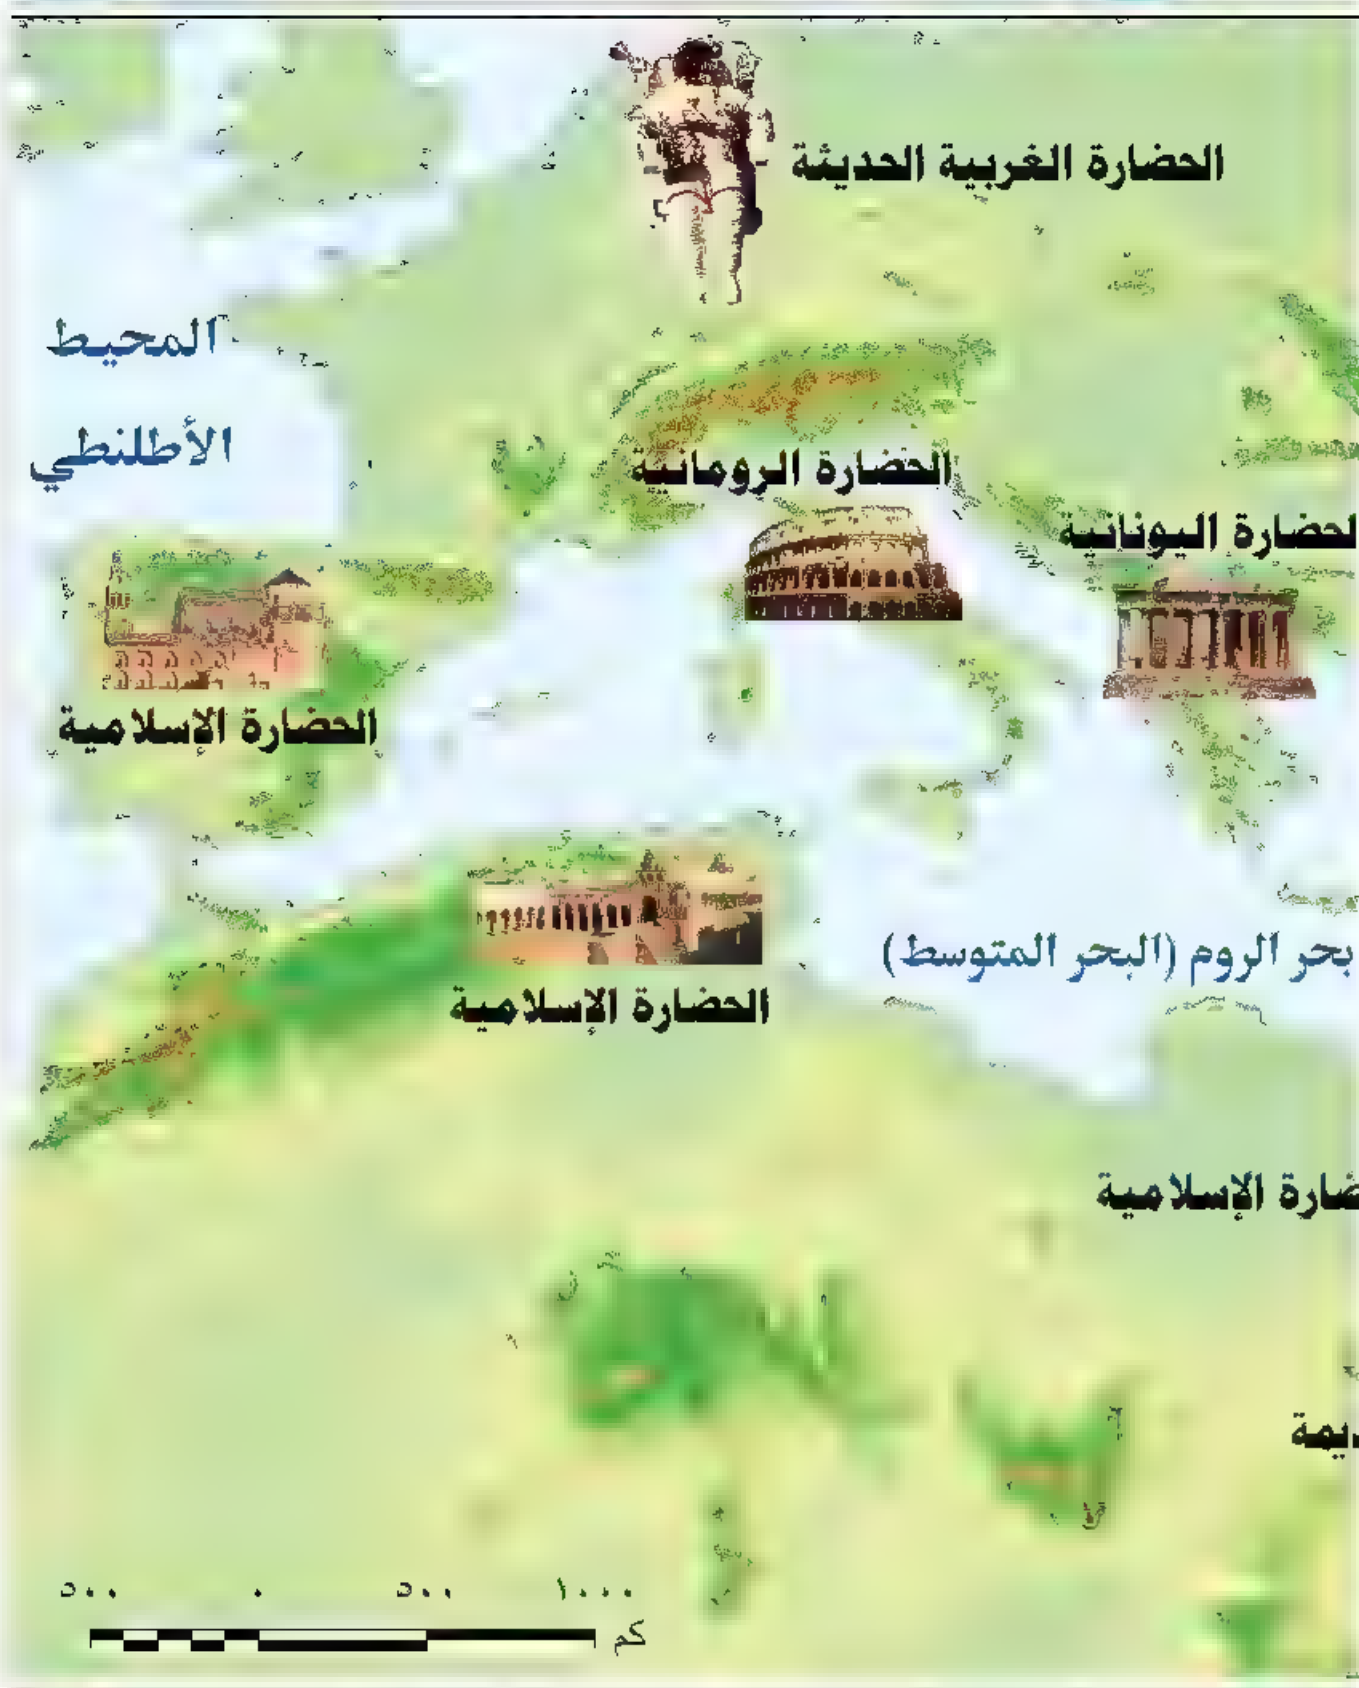 الحضارة الغربية الحديثة
المحيط
الأطلنطي
الحضارة الرومانية
لحضارة اليونانية
الحضارة الإسلامية
بحر الروم (البحر المتوسط)
الحضارة الإسلامية
ضارة الإسلامية
ديمة
٥٠٠ ٠ ٥٠٠ ١٠٠٠
كم